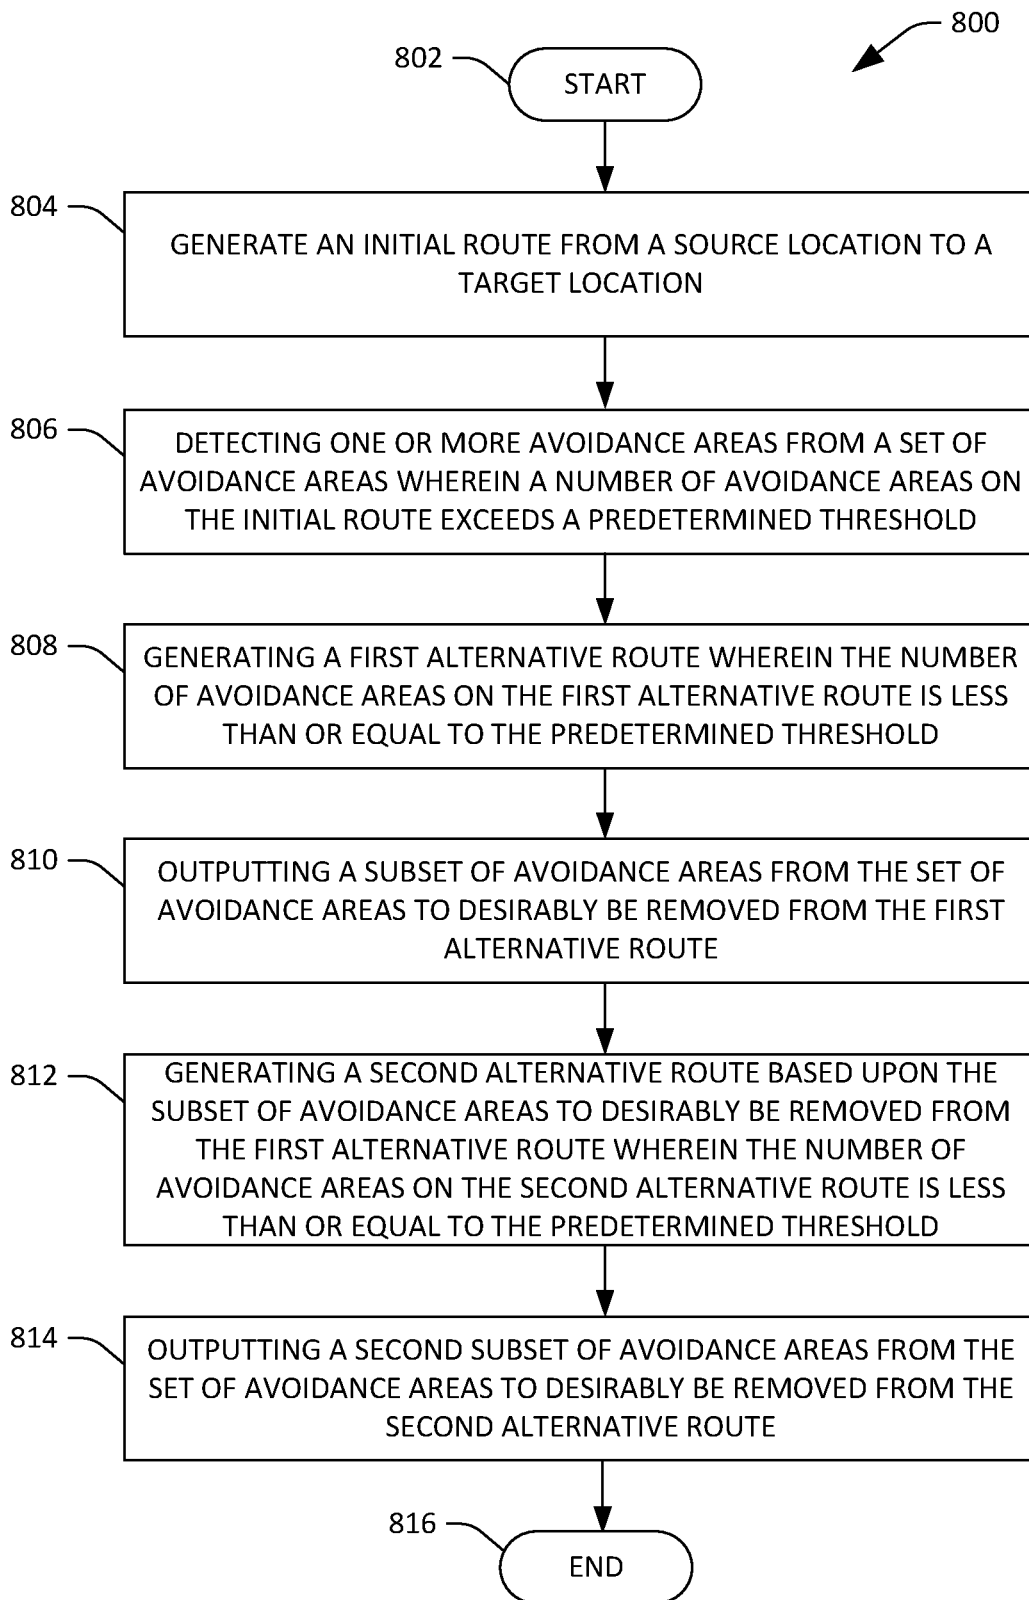 800
802
START
804
GENERATE AN INITIAL ROUTE FROM A SOURCE LOCATION TO A
TARGET LOCATION
806
DETECTING ONE OR MORE AVOIDANCE AREAS FROM A SET OF
AVOIDANCE AREAS WHEREIN A NUMBER OF AVOIDANCE AREAS ON
THE INITIAL ROUTE EXCEEDS A PREDETERMINED THRESHOLD
808
GENERATING A FIRST ALTERNATIVE ROUTE WHEREIN THE NUMBER
OF AVOIDANCE AREAS ON THE FIRST ALTERNATIVE ROUTE IS LESS
THAN OR EQUAL TO THE PREDETERMINED THRESHOLD
810
OUTPUTTING A SUBSET OF AVOIDANCE AREAS FROM THE SET OF
AVOIDANCE AREAS TO DESIRABLY BE REMOVED FROM THE FIRST
ALTERNATIVE ROUTE
812
GENERATING A SECOND ALTERNATIVE ROUTE BASED UPON THE
SUBSET OF AVOIDANCE AREAS TO DESIRABLY BE REMOVED FROM
THE FIRST ALTERNATIVE ROUTE WHEREIN THE NUMBER OF
AVOIDANCE AREAS ON THE SECOND ALTERNATIVE ROUTE IS LESS
THAN OR EQUAL TO THE PREDETERMINED THRESHOLD
814
OUTPUTTING A SECOND SUBSET OF AVOIDANCE AREAS FROM THE
SET OF AVOIDANCE AREAS TO DESIRABLY BE REMOVED FROM THE
SECOND ALTERNATIVE ROUTE
816
END